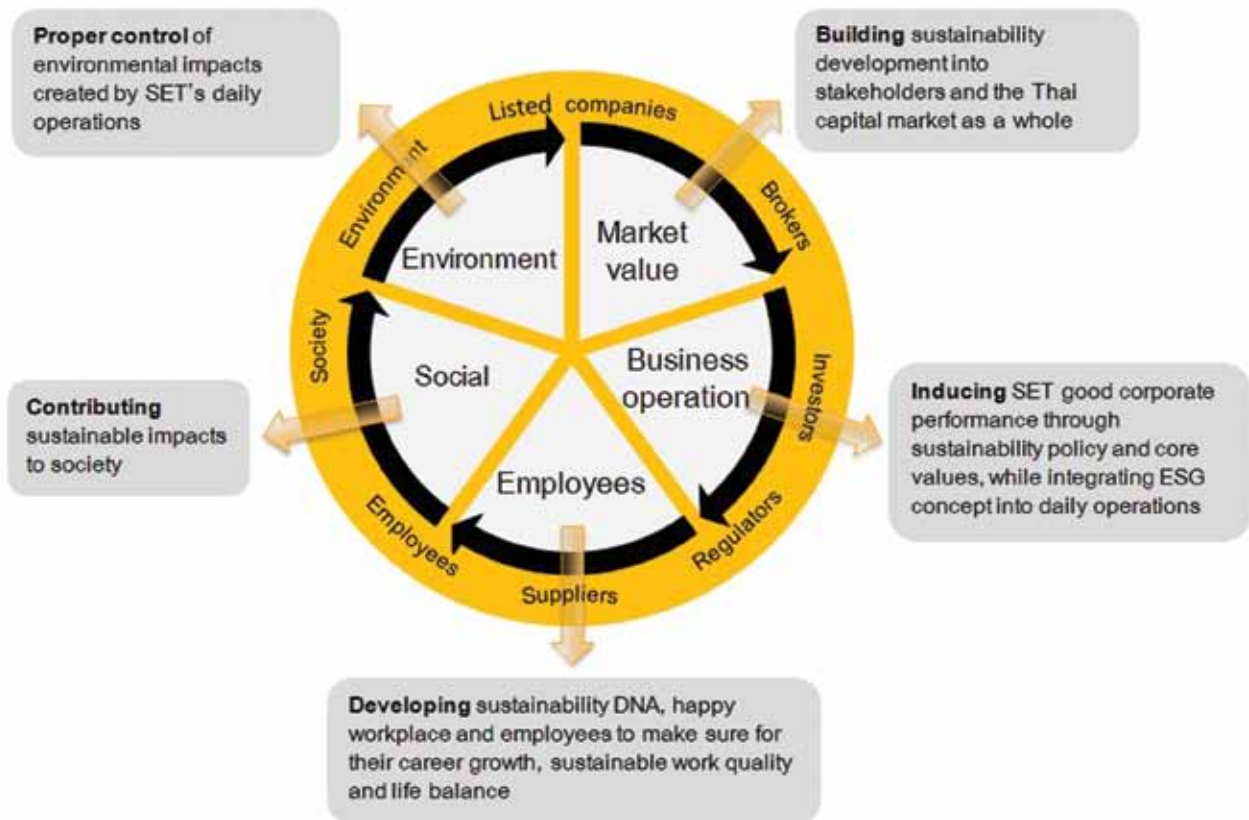 Proper control of
environmental impacts
created by SET's daily
operations
Building sustainability
development into
stakeholders and the Thai
capital market as a whole
Listed companies
Brokers
Investors
Regulators
Suppliers
Employees
Society
Environment
Market
value
Business
operation
Employees
Social
Environment
Inducing SET good corporate
performance through
sustainability policy and core
values, while integrating ESG
concept into daily operations
Contributing
sustainable impacts
to society
Developing sustainability DNA, happy
workplace and employees to make sure for
their career growth, sustainable work quality
and life balance